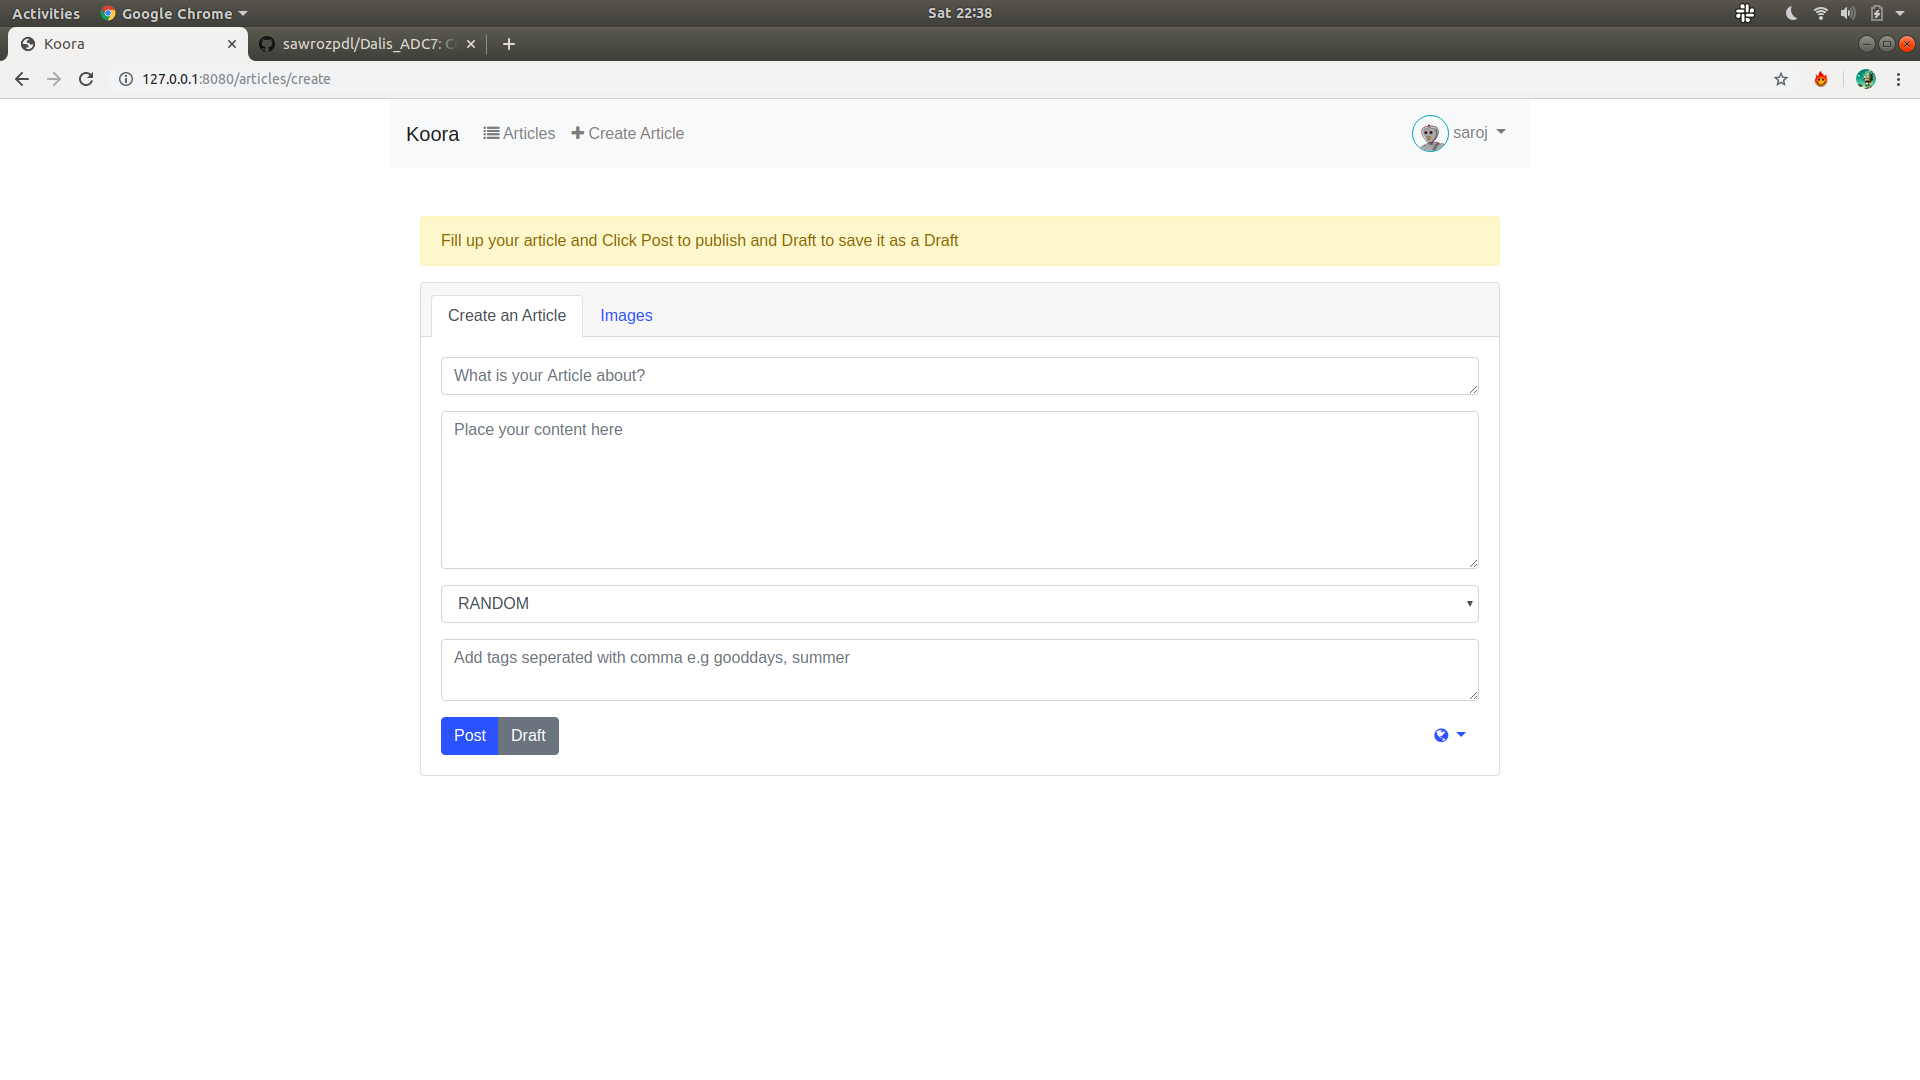 Activities Google Chrome Sat 22:38
Koora sawrozpdl/Dalis_ADC7: Co
127.0.0.1:8080/articles/create
Koora Articles Create Article saroj
Fill up your article and Click Post to publish and Draft to save it as a Draft
Create an Article Images
What is your Article about?
Place your content here
RANDOM
Add tags seperated with comma e.g gooddays, summer
Post Draft